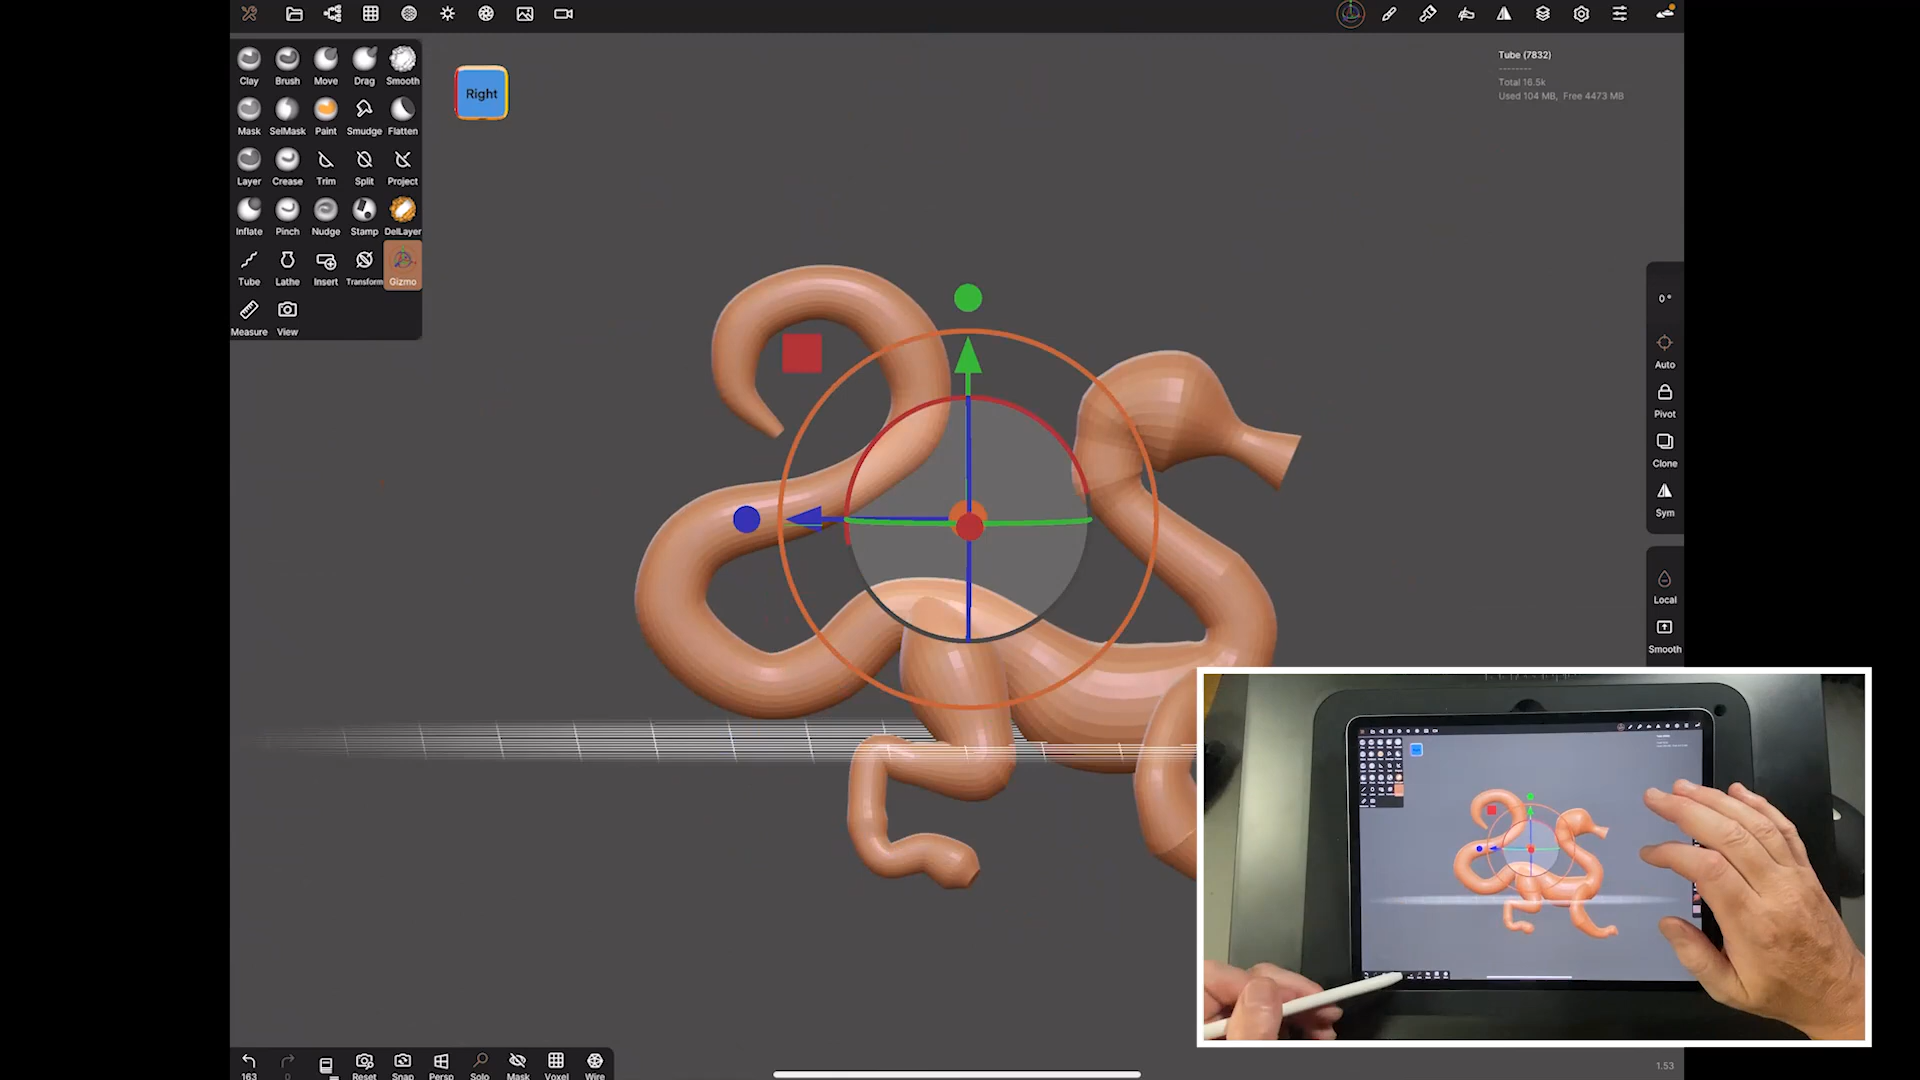 Tube (7832)
--------
Total 16.5k
Used 104 MB, Free 4473 MB
Clay Brush Move Drag Smooth
Right
Mask SelMask Paint Smudge Flatten
Layer Crease Trim Split Project
Inflate Pinch Nudge Stamp DelLayer
Tube Lathe Insert Transform Gizmo
Measure View
0°
Auto
Pivot
Clone
Sym
Local
Smooth
163 0 Reset Snap Persp Solo Mask Voxel Wire
1.53